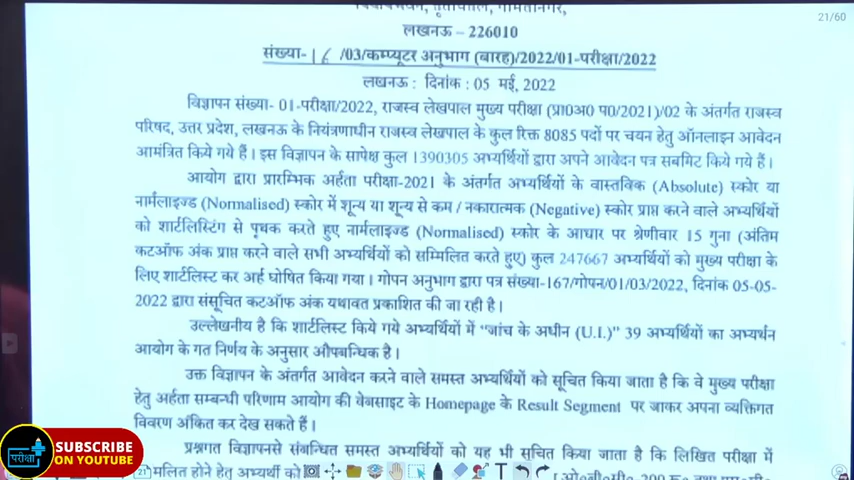 लखनऊ – 226010
21/60
संख्या- 16 /03/कम्प्यूटर अनुभाग (बारह)/2022/01-परीक्षा/2022
लखनऊ : दिनांक : 05 मई, 2022
विज्ञापन संख्या- 01-परीक्षा/2022, राजस्व लेखपाल मुख्य परीक्षा (प्रा0अ0 प0/2021)/02 के अंतर्गत राजस्व
परिषद, उत्तर प्रदेश, लखनऊ के नियंत्रणाधीन राजस्व लेखपाल के कुल रिक्त 8085 पदों पर चयन हेतु ऑनलाइन आवेदन
आमंत्रित किये गये हैं। इस विज्ञापन के सापेक्ष कुल 1390305 अभ्यर्थियों द्वारा अपने आवेदन पत्र सबमिट किये गये हैं।
आयोग द्वारा प्रारम्भिक अर्हता परीक्षा-2021 के अंतर्गत अभ्यर्थियों के वास्तविक (Absolute) स्कोर या
नार्मलाइज्ड (Normalised) स्कोर में शून्य या शून्य से कम / नकारात्मक (Negative) स्कोर प्राप्त करने वाले अभ्यर्थियों
को शार्टलिस्टिंग से पृथक करते हुए नार्मलाइज्ड (Normalised) स्कोर के आधार पर श्रेणीवार 15 गुना (अंतिम
कटऑफ अंक प्राप्त करने वाले सभी अभ्यर्थियों को सम्मिलित करते हुए) कुल 247667 अभ्यर्थियों को मुख्य परीक्षा के
लिए शार्टलिस्ट कर अर्ह घोषित किया गया। गोपन अनुभाग द्वारा पत्र संख्या-167/गोपन/01/03/2022, दिनांक 05-05-
2022 द्वारा संसूचित कटऑफ अंक यथावत प्रकाशित की जा रही है।
उल्लेखनीय है कि शार्टलिस्ट किये गये अभ्यर्थियों में "जांच के अधीन (U.I.)" 39 अभ्यर्थियों का अभ्यर्थन
आयोग के गत निर्णय के अनुसार औपबन्धिक है।
उक्त विज्ञापन के अंतर्गत आवेदन करने वाले समस्त अभ्यर्थियों को सूचित किया जाता है कि वे मुख्य परीक्षा
हेतु अर्हता सम्बन्धी परिणाम आयोग की वेबसाइट के Homepage के Result Segment पर जाकर अपना व्यक्तिगत
विवरण अंकित कर देख सकते हैं।
प्रश्नगत विज्ञापनसे संबन्धित समस्त अभ्यर्थियों को यह भी सूचित किया जाता है कि लिखित परीक्षा में
मलित होने हेतु अभ्यर्थी को
परीक्षा
SUBSCRIBE
ON YOUTUBE